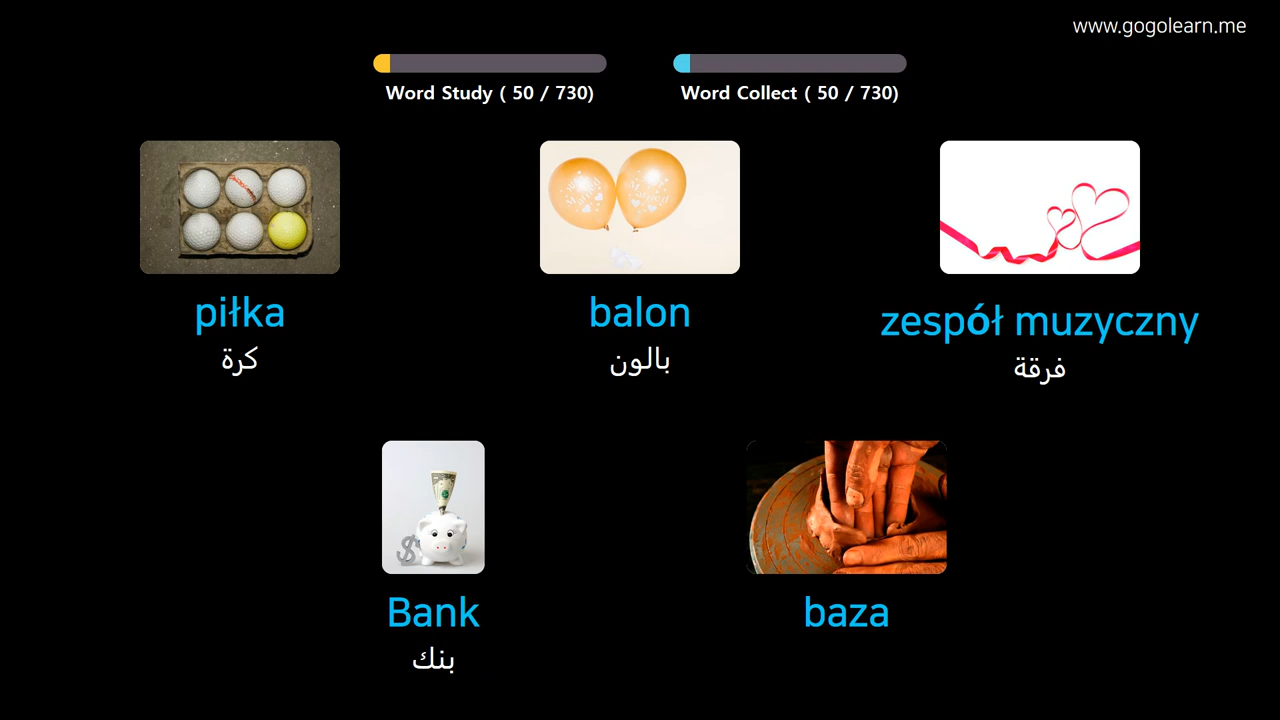 www.gogolearn.me
Word Study ( 50 / 730)
Word Collect ( 50 / 730)
piłka
كرة
balon
بالون
zespół muzyczny
فرقة
Bank
بنك
baza